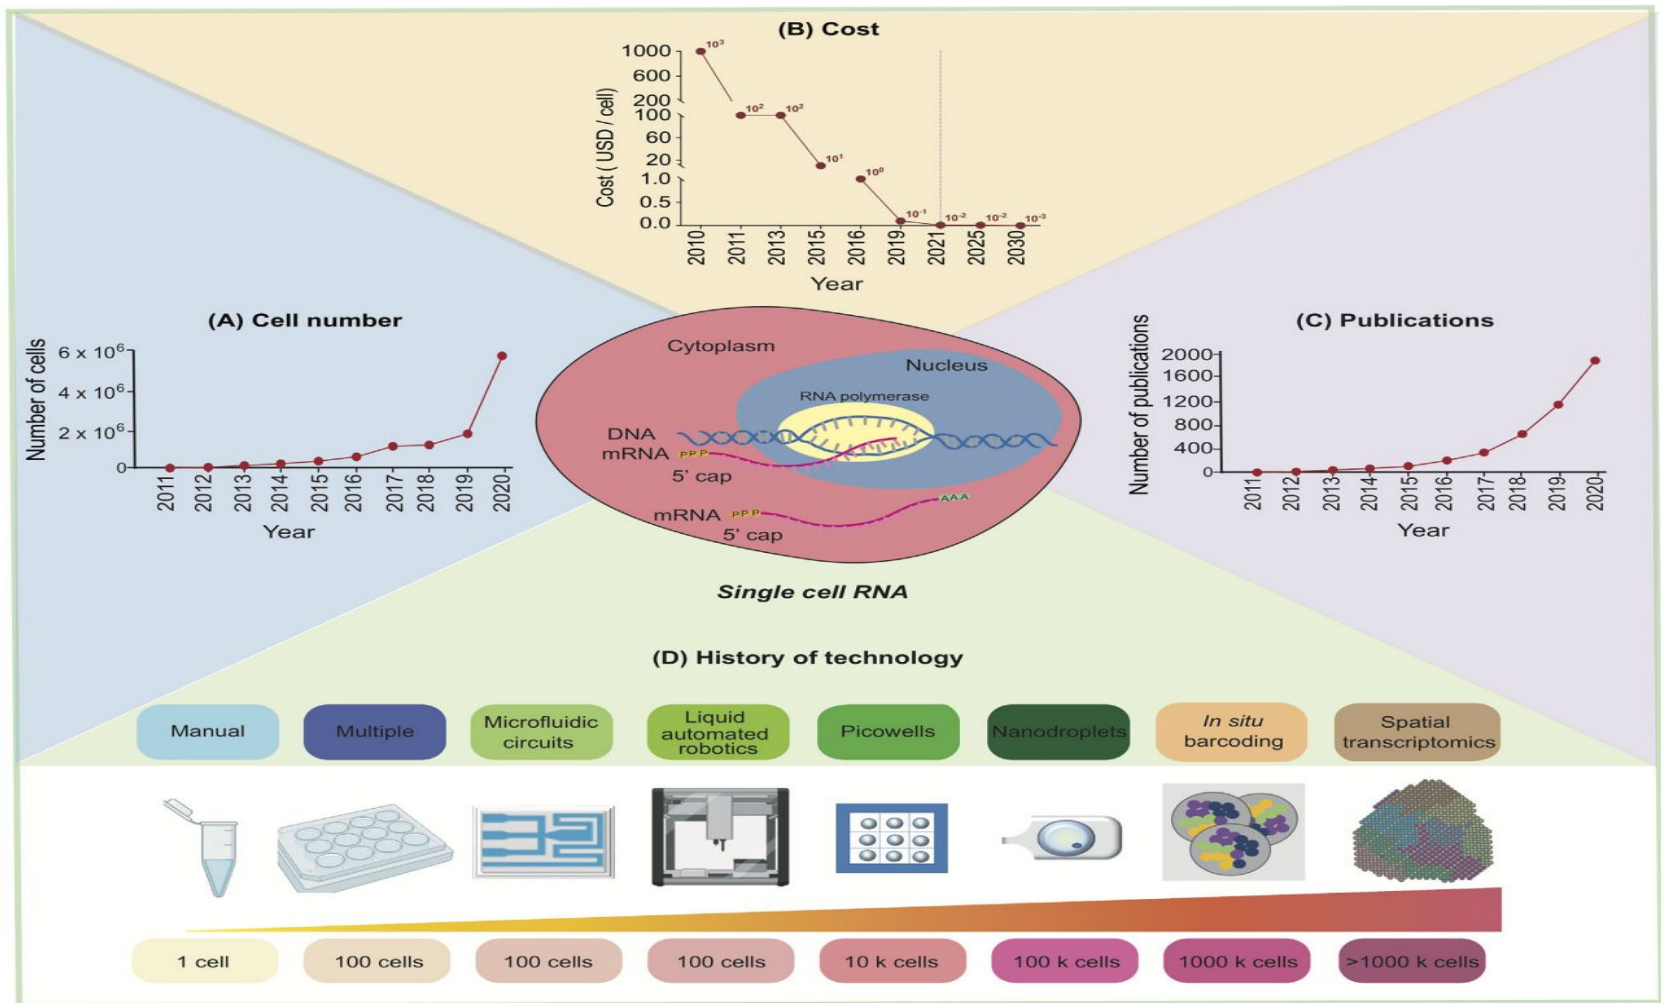 (B) Cost
Cost ( USD / cell)
1000
600
200
100
60
20
1.0
0.5
0.0
10³
10²
10²
10¹
10⁰
10⁻¹
10⁻²
10⁻²
10⁻³
2010
2011
2013
2015
2016
2019
2021
2025
2030
Year
(A) Cell number
Number of cells
6 x 10⁶
4 x 10⁶
2 x 10⁶
0
2011
2012
2013
2014
2015
2016
2017
2018
2019
2020
Year
Cytoplasm
Nucleus
RNA polymerase
DNA
mRNA
PPP
5' cap
mRNA
PPP
AAA
5' cap
Single cell RNA
(C) Publications
Number of publications
2000
1600
1200
800
400
0
2011
2012
2013
2014
2015
2016
2017
2018
2019
2020
Year
(D) History of technology
Manual
Multiple
Microfluidic
circuits
Liquid
automated
robotics
Picowells
Nanodroplets
In situ
barcoding
Spatial
transcriptomics
1 cell
100 cells
100 cells
100 cells
10 k cells
100 k cells
1000 k cells
>1000 k cells